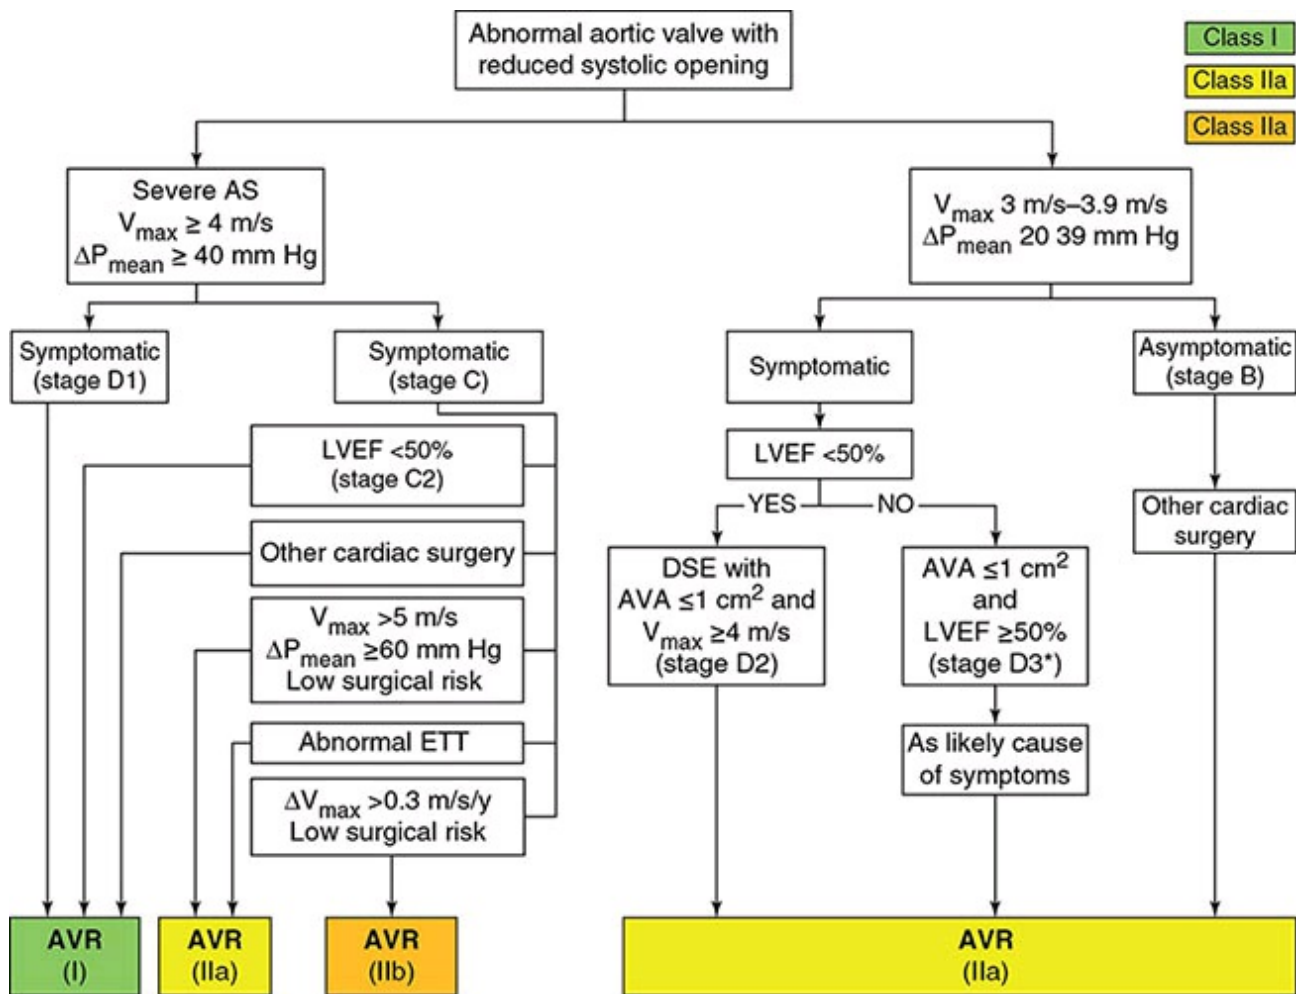 Abnormal aortic valve with
reduced systolic opening
Class I
Class IIa
Class IIa
Severe AS
Vmax ≥ 4 m/s
ΔPmean ≥ 40 mm Hg
Vmax 3 m/s–3.9 m/s
ΔPmean 20 39 mm Hg
Symptomatic
(stage D1)
Symptomatic
(stage C)
Symptomatic
Asymptomatic
(stage B)
LVEF <50%
(stage C2)
Other cardiac surgery
Vmax >5 m/s
ΔPmean ≥60 mm Hg
Low surgical risk
Abnormal ETT
ΔVmax >0.3 m/s/y
Low surgical risk
LVEF <50%
YES
NO
DSE with
AVA ≤1 cm2 and
Vmax ≥4 m/s
(stage D2)
AVA ≤1 cm2
and
LVEF ≥50%
(stage D3*)
As likely cause
of symptoms
Other cardiac
surgery
AVR
(I)
AVR
(IIa)
AVR
(IIb)
AVR
(IIa)